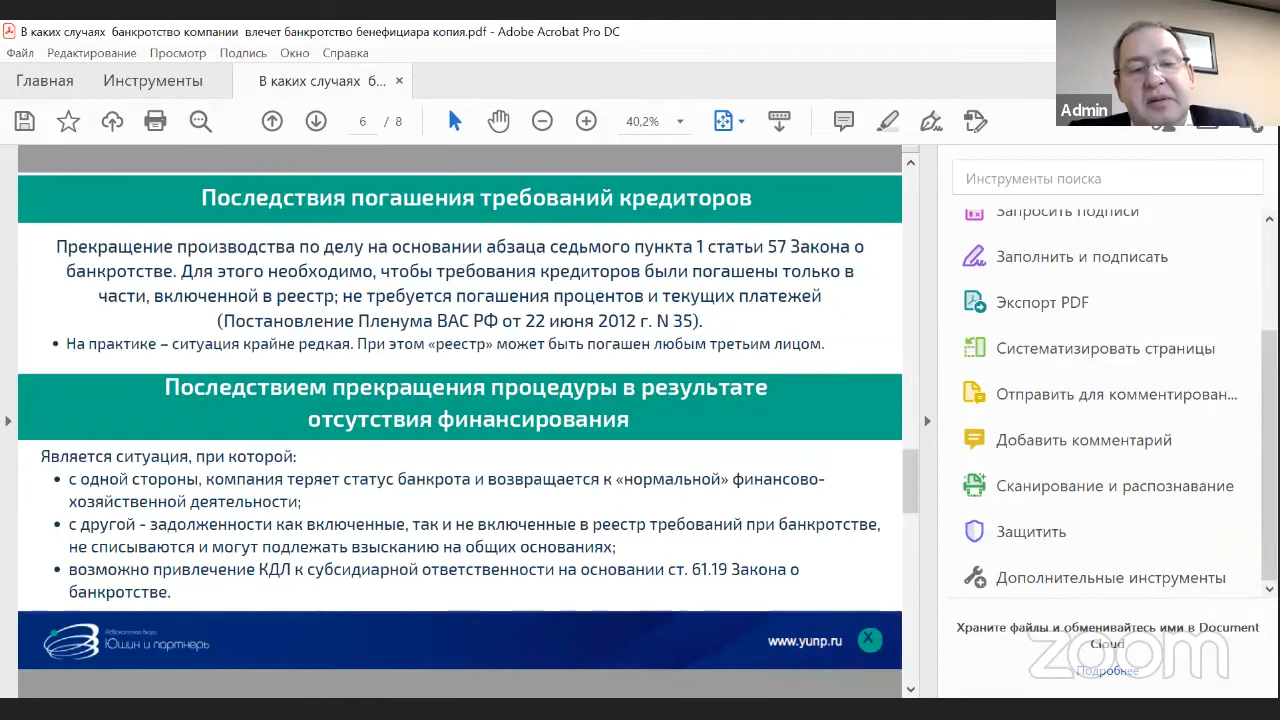 В каких случаях банкротство компании влечет банкротство бенефициара копия.pdf - Adobe Acrobat Pro DC
Файл Редактирование Просмотр Подпись Окно Справка
Главная Инструменты В каких случаях б... ×
6 / 8 40,2%
Admin
Последствия погашения требований кредиторов
Прекращение производства по делу на основании абзаца седьмого пункта 1 статьи 57 Закона о
банкротстве. Для этого необходимо, чтобы требования кредиторов были погашены только в
части, включенной в реестр; не требуется погашения процентов и текущих платежей
(Постановление Пленума ВАС РФ от 22 июня 2012 г. N 35).
• На практике – ситуация крайне редкая. При этом «реестр» может быть погашен любым третьим лицом.
Последствием прекращения процедуры в результате
отсутствия финансирования
Является ситуация, при которой:
• с одной стороны, компания теряет статус банкрота и возвращается к «нормальной» финансово-
хозяйственной деятельности;
• с другой - задолженности как включенные, так и не включенные в реестр требований при банкротстве,
не списываются и могут подлежать взысканию на общих основаниях;
• возможно привлечение КДЛ к субсидиарной ответственности на основании ст. 61.19 Закона о
банкротстве.
Адвокатское бюро
Юшин и партнеры
www.yunp.ru X
Инструменты поиска
Запросить подписи
Заполнить и подписать
Экспорт PDF
Систематизировать страницы
Отправить для комментирован...
Добавить комментарий
Сканирование и распознавание
Защитить
Дополнительные инструменты
Храните файлы и обменивайтесь ими в Document
Cloud
Подробнее
zoom